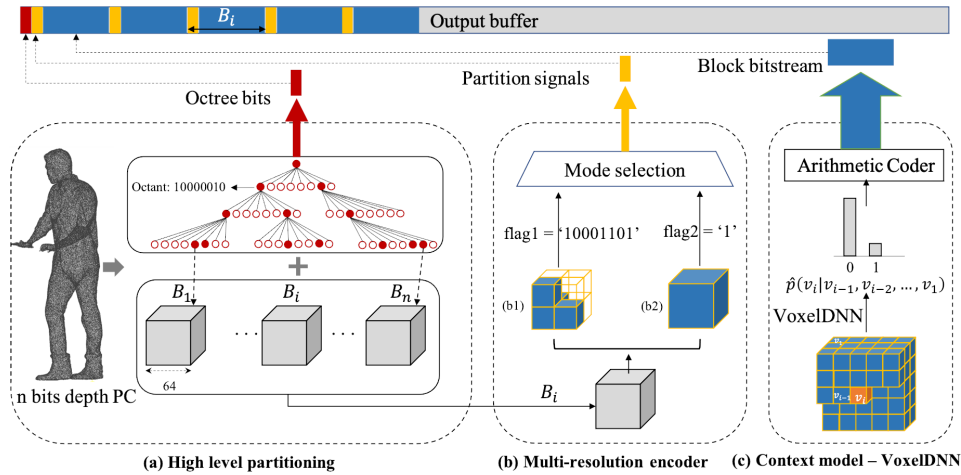 B_i
Output buffer
Octree bits
Partition signals
Block bitstream
Octant: 10000010
Mode selection
Arithmetic Coder
flag1 = '10001101'
flag2 = '1'
0 1
(b1)
(b2)
p̂(v_i|v_{i-1}, v_{i-2}, ..., v_1)
VoxelDNN
B_1
B_i
B_n
64
n bits depth PC
B_i
v_1
v_{i-1}
v_i
(a) High level partitioning
(b) Multi-resolution encoder
(c) Context model – VoxelDNN